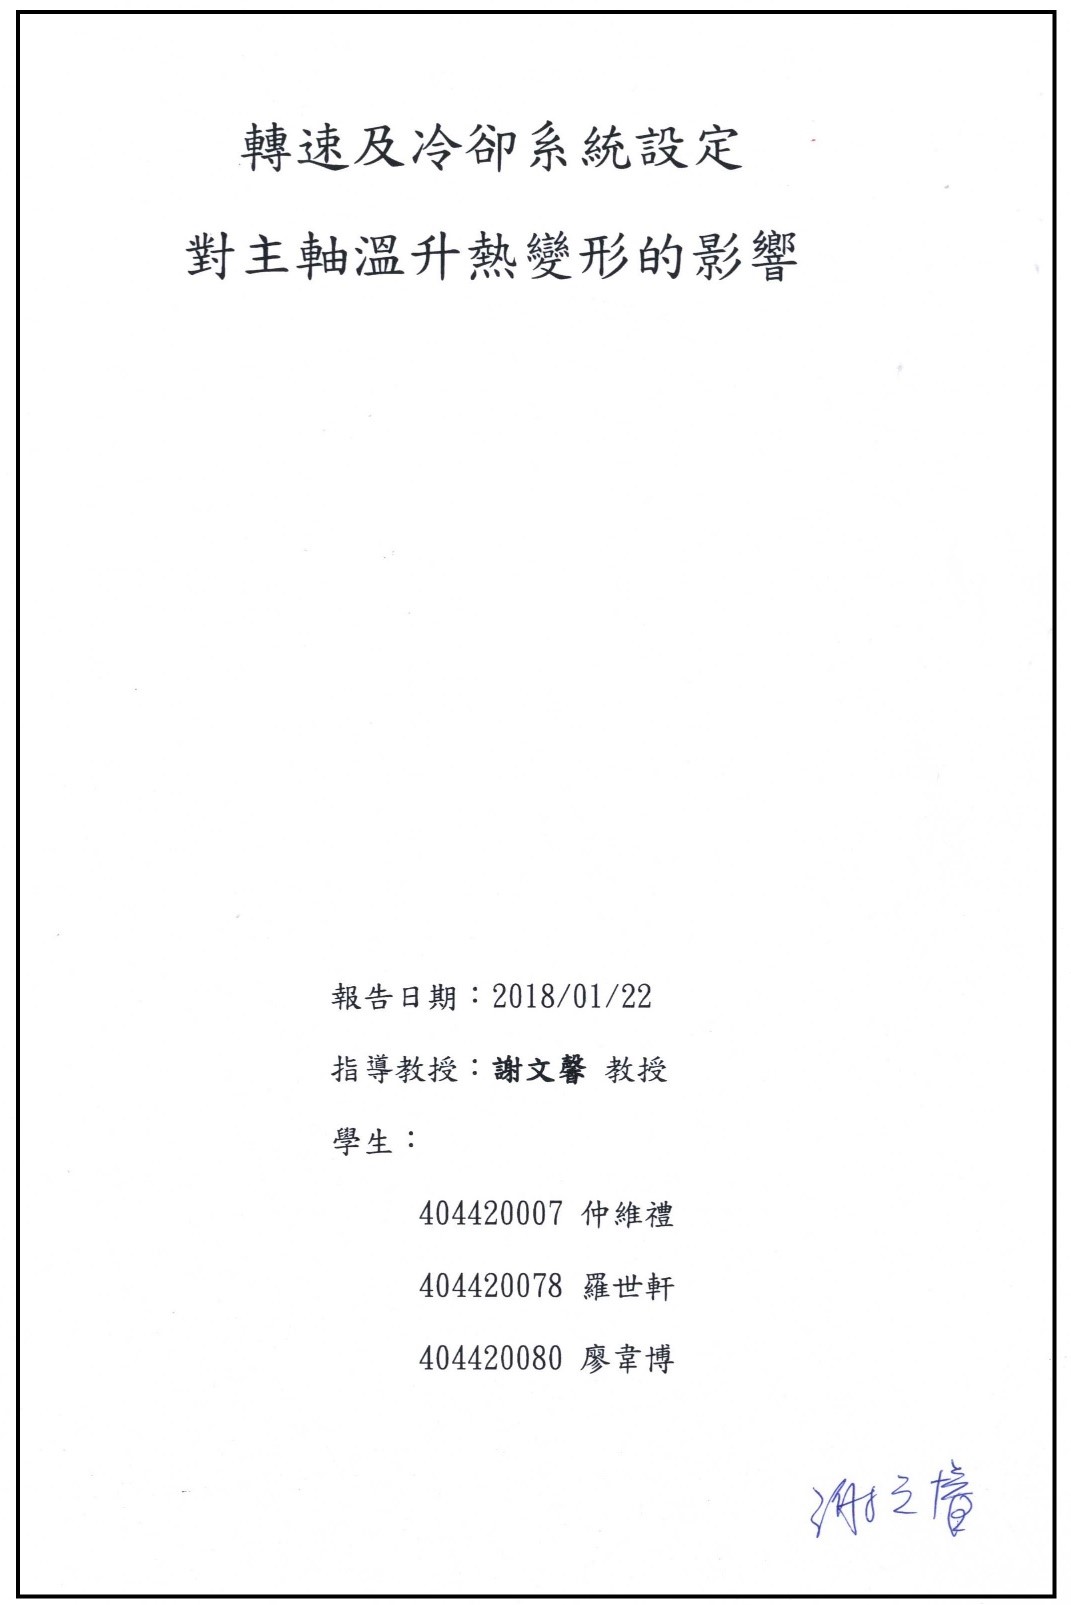 轉速及冷卻系統設定
對主軸溫升熱變形的影響
報告日期：2018/01/22
指導教授：謝文馨 教授
學生：
404420007 仲維禮
404420078 羅世軒
404420080 廖韋博
謝文馨